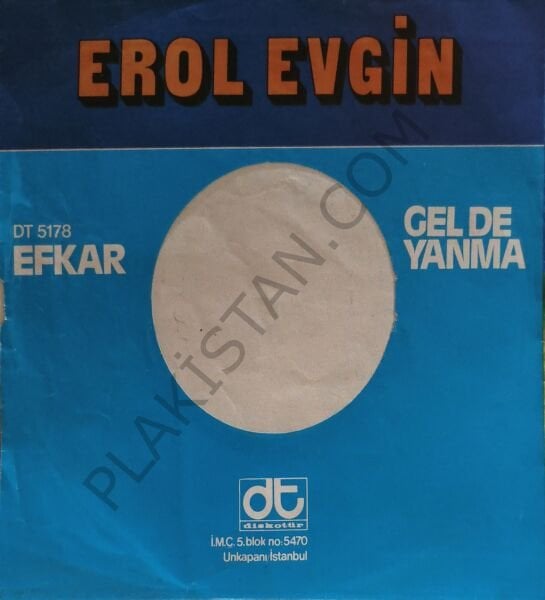 EROL EVGİN
DT 5178
EFKAR
GEL DE
YANMA
PLAKİSTAN.COM
dt
diskotür
İ.M.Ç. 5.blok no: 5470
Unkapanı/İstanbul